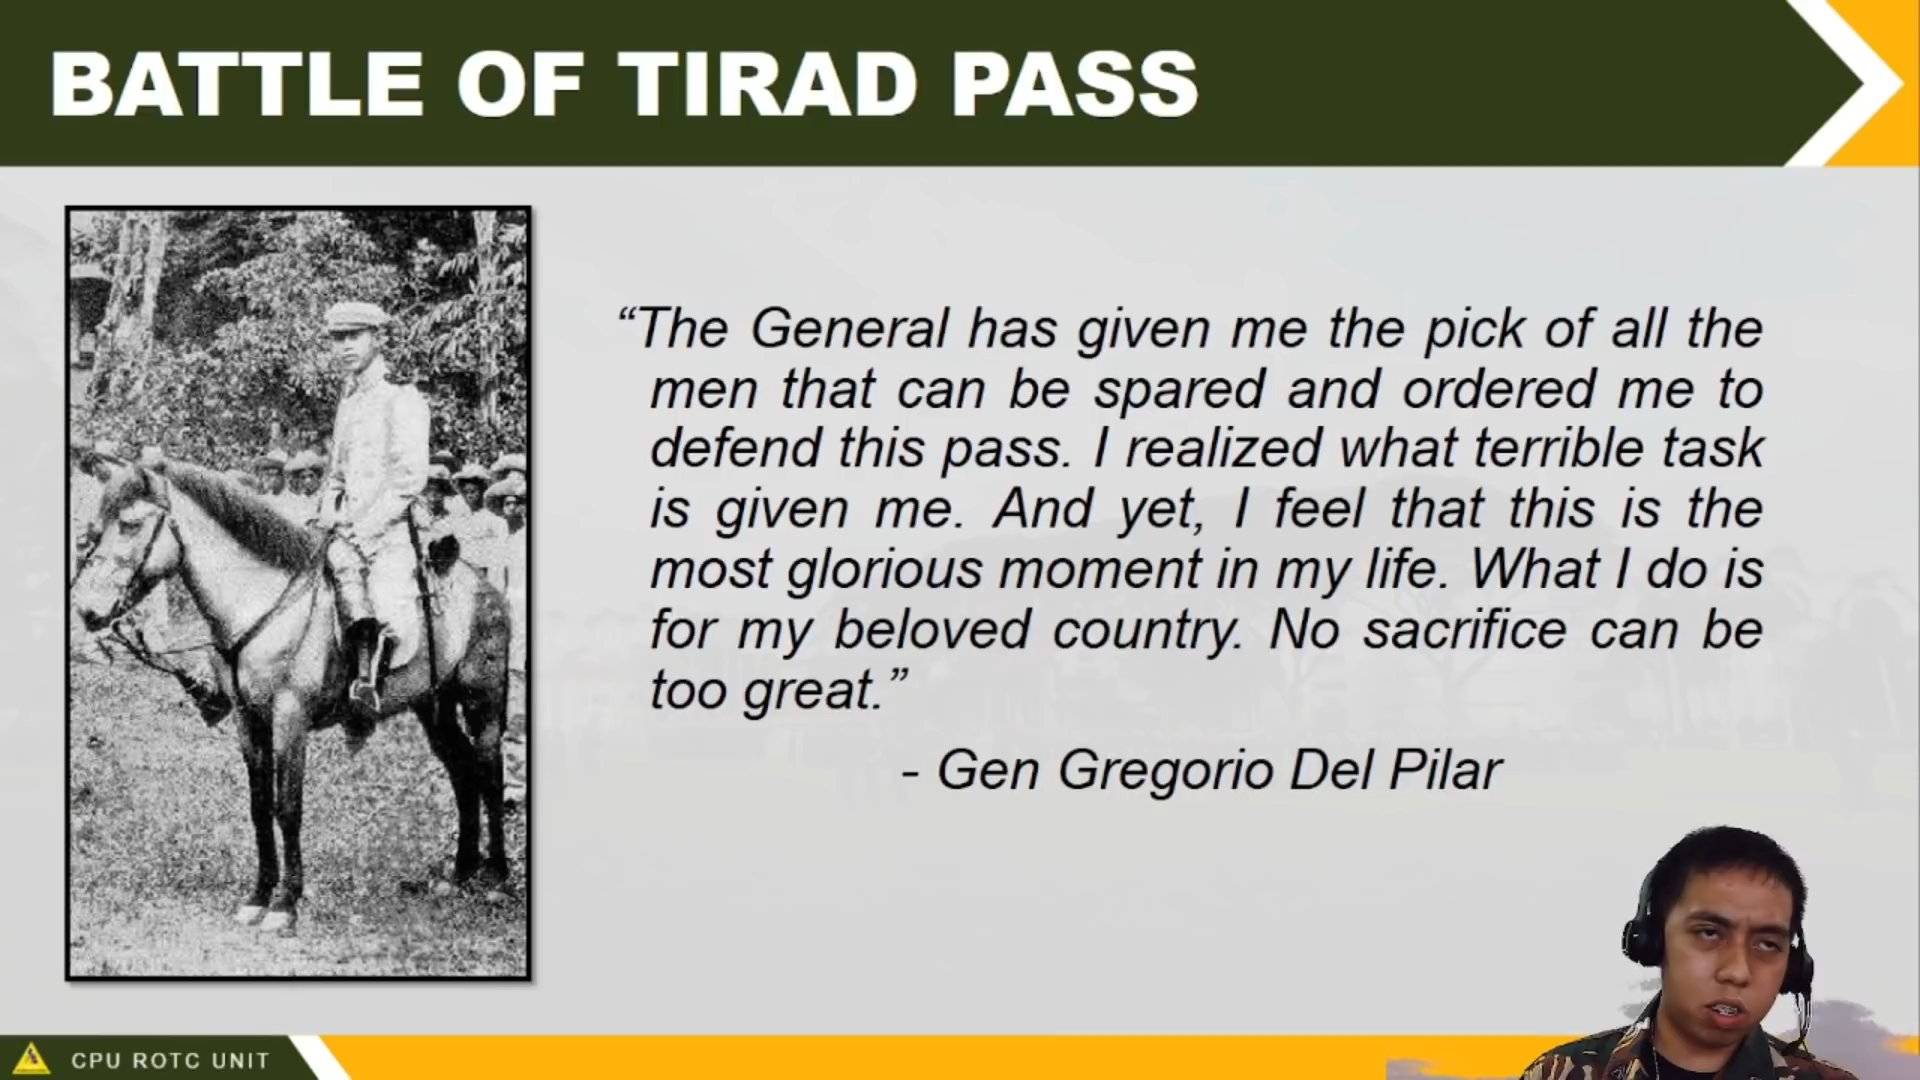 BATTLE OF TIRAD PASS
“The General has given me the pick of all the
men that can be spared and ordered me to
defend this pass. I realized what terrible task
is given me. And yet, I feel that this is the
most glorious moment in my life. What I do is
for my beloved country. No sacrifice can be
too great.”
- Gen Gregorio Del Pilar
CPU ROTC UNIT